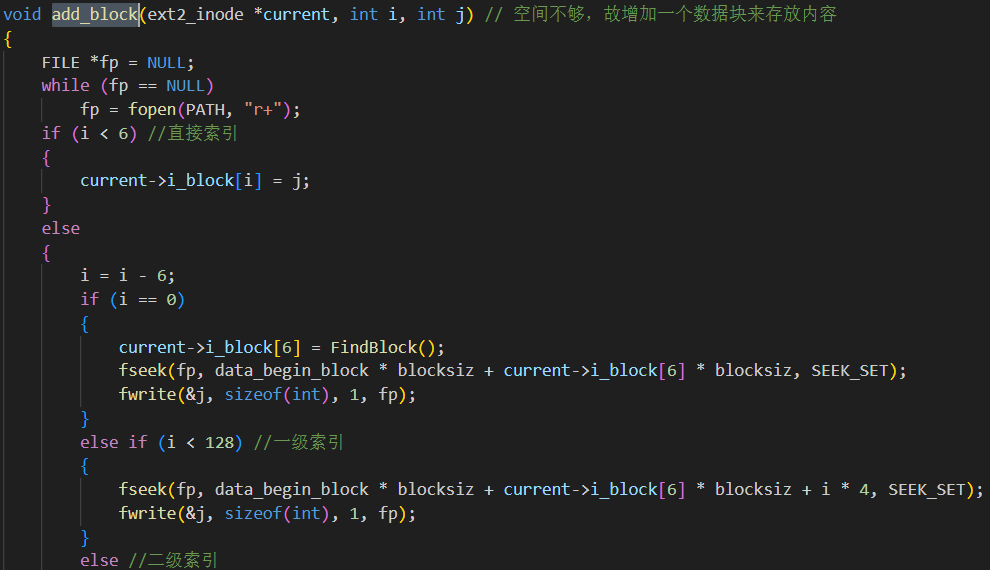 void add_block(ext2_inode *current, int i, int j) // 空间不够，故增加一个数据块来存放内容
{
    FILE *fp = NULL;
    while (fp == NULL)
        fp = fopen(PATH, "r+");
    if (i < 6) //直接索引
    {
        current->i_block[i] = j;
    }
    else
    {
        i = i - 6;
        if (i == 0)
        {
            current->i_block[6] = FindBlock();
            fseek(fp, data_begin_block * blocksiz + current->i_block[6] * blocksiz, SEEK_SET);
            fwrite(&j, sizeof(int), 1, fp);
        }
        else if (i < 128) //一级索引
        {
            fseek(fp, data_begin_block * blocksiz + current->i_block[6] * blocksiz + i * 4, SEEK_SET);
            fwrite(&j, sizeof(int), 1, fp);
        }
        else //二级索引